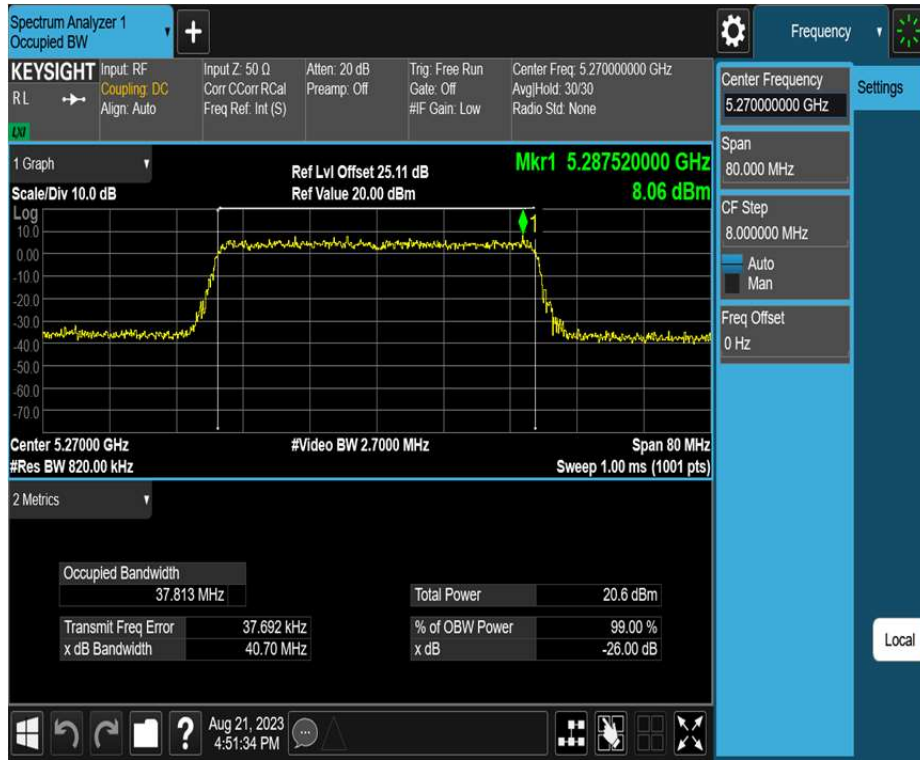 Spectrum Analyzer 1
Occupied BW
+
Frequency
KEYSIGHT
RL
LXI
Input: RF
Coupling: DC
Align: Auto
Input Z: 50 Ω
Corr CCorr RCal
Freq Ref: Int (S)
Atten: 20 dB
Preamp: Off
Trig: Free Run
Gate: Off
#IF Gain: Low
Center Freq: 5.270000000 GHz
Avg|Hold: 30/30
Radio Std: None
Center Frequency
5.270000000 GHz
Settings
Span
80.000 MHz
CF Step
8.000000 MHz
Auto
Man
Freq Offset
0 Hz
Local
1 Graph
Scale/Div 10.0 dB
Ref Lvl Offset 25.11 dB
Ref Value 20.00 dBm
Mkr1 5.287520000 GHz
8.06 dBm
Log
10.0
0.00
-10.0
-20.0
-30.0
-40.0
-50.0
-60.0
-70.0
1
Center 5.27000 GHz
#Video BW 2.7000 MHz
Span 80 MHz
#Res BW 820.00 kHz
Sweep 1.00 ms (1001 pts)
2 Metrics
Occupied Bandwidth
37.813 MHz
Total Power 20.6 dBm
Transmit Freq Error 37.692 kHz
% of OBW Power 99.00 %
x dB Bandwidth 40.70 MHz
x dB -26.00 dB
?
Aug 21, 2023
4:51:34 PM